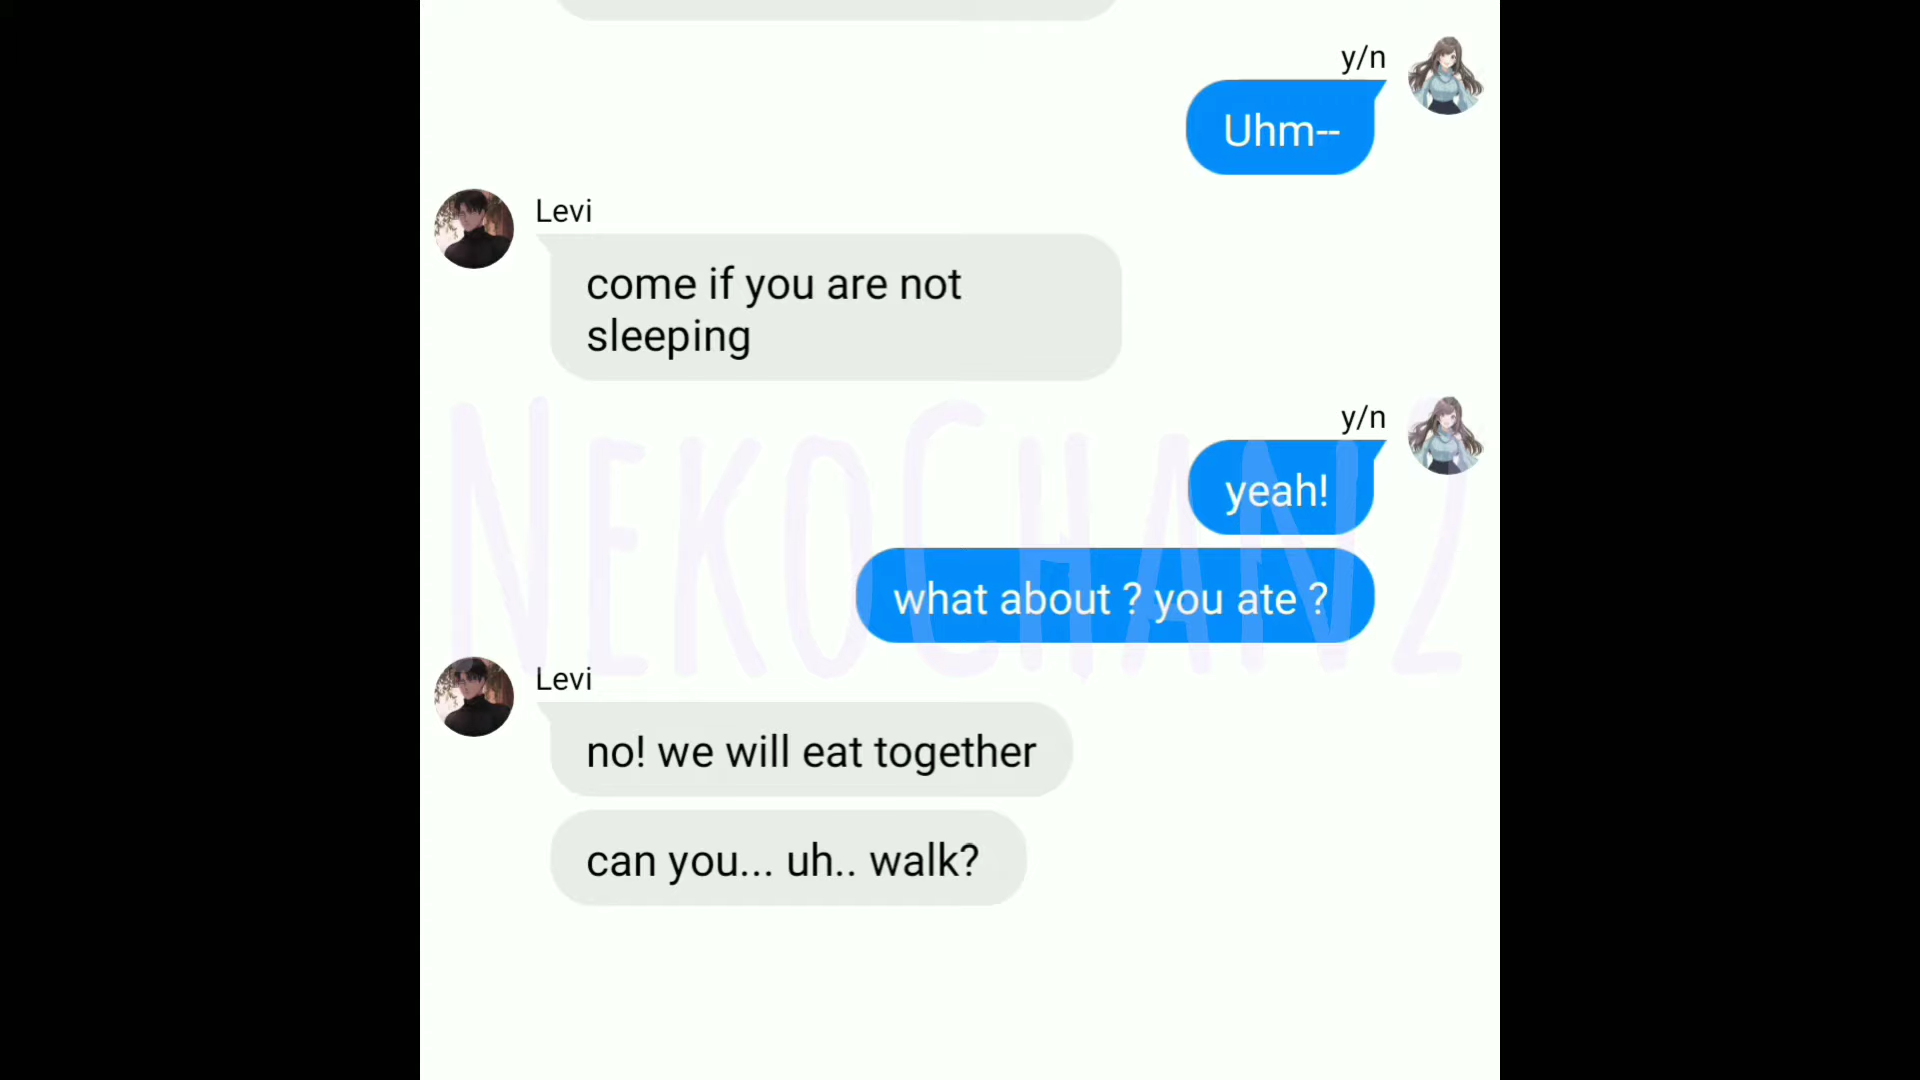 y/n
Uhm--
Levi
come if you are not
sleeping
y/n
yeah!
what about ? you ate ?
NEKOCHAN2
Levi
no! we will eat together
can you... uh.. walk?